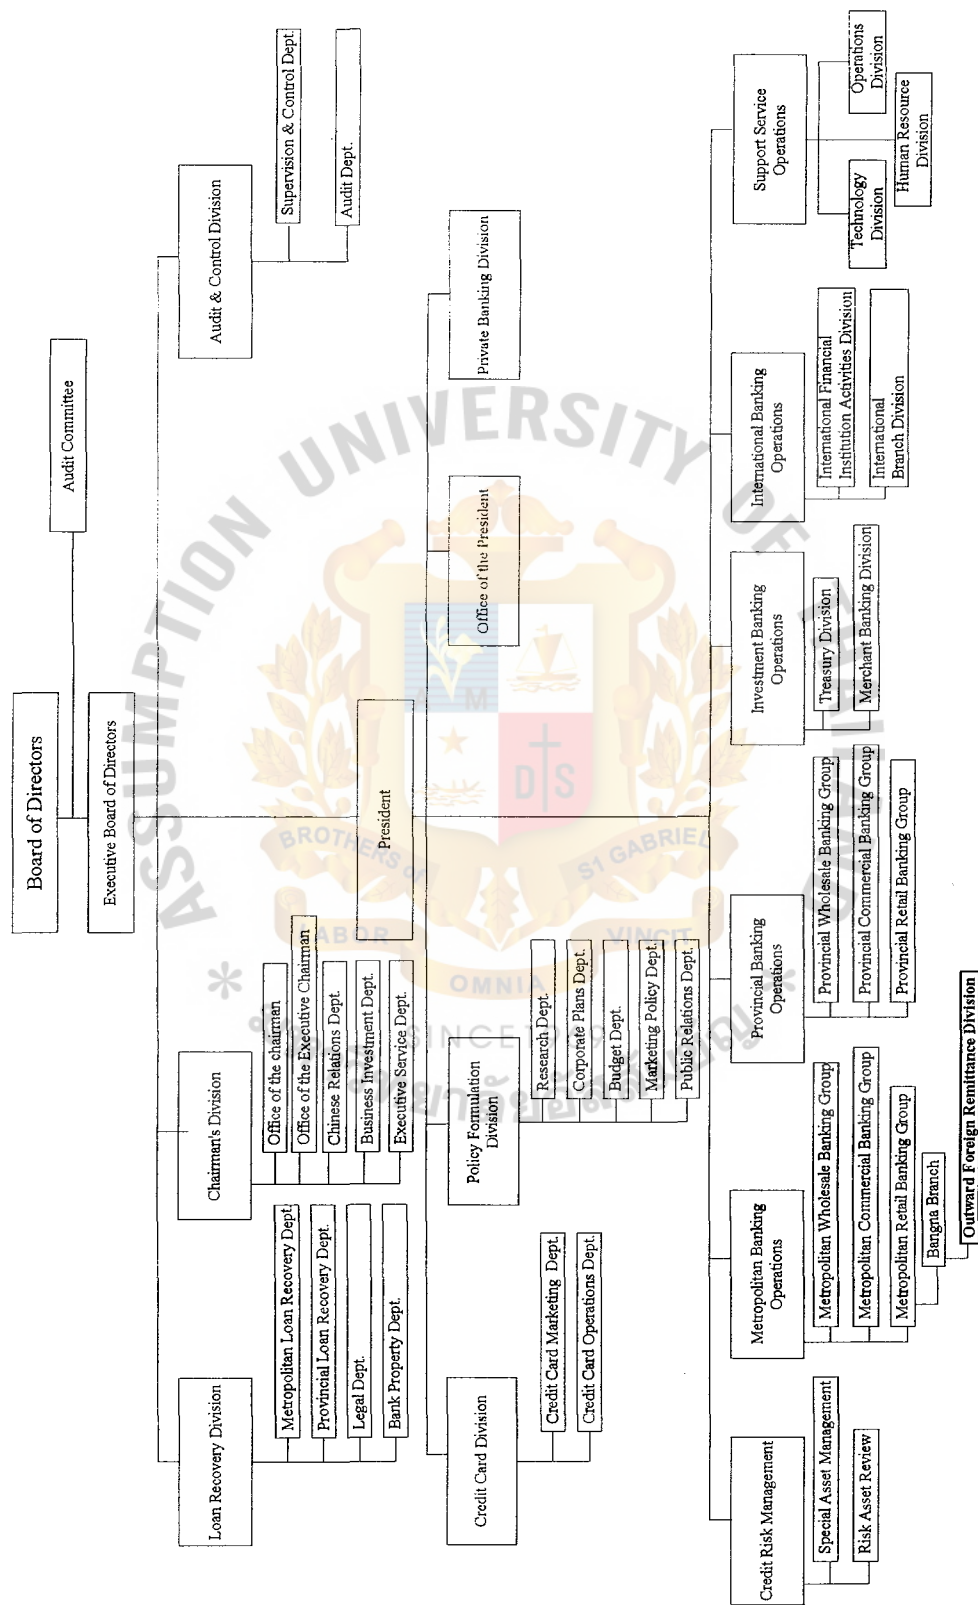 Board of Directors
Audit Committee
Executive Board of Directors
Loan Recovery Division
Metropolitan Loan Recovery Dept.
Provincial Loan Recovery Dept.
Legal Dept.
Bank Property Dept.
Chairman's Division
Office of the chairman
Office of the Executive Chairman
Chinese Relations Dept.
Business Investment Dept.
Executive Service Dept.
Audit & Control Division
Supervision & Control Dept.
Audit Dept.
President
Credit Card Division
Credit Card Marketing Dept.
Credit Card Operations Dept.
Policy Formulation
Division
Research Dept.
Corporate Plans Dept.
Budget Dept.
Marketing Policy Dept.
Public Relations Dept.
Office of the President
Private Banking Division
Credit Risk Management
Special Asset Management
Risk Asset Review
Metropolitan Banking
Operations
Metropolitan Wholesale Banking Group
Metropolitan Commercial Banking Group
Metropolitan Retail Banking Group
Bangna Branch
Outward Foreign Remittance Division
Provincial Banking
Operations
Provincial Wholesale Banking Group
Provincial Commercial Banking Group
Provincial Retail Banking Group
Investment Banking
Operations
Treasury Division
Merchant Banking Division
International Banking
Operations
International Financial
Institution Activities Division
International
Branch Division
Support Service
Operations
Technology
Division
Operations
Division
Human Resource
Division
ASSUMPTION UNIVERSITY OF THAILAND
A M
D S
BROTHERS of
ST GABRIEL
LABOR
OMNIA
VINCIT
SINCE 1969